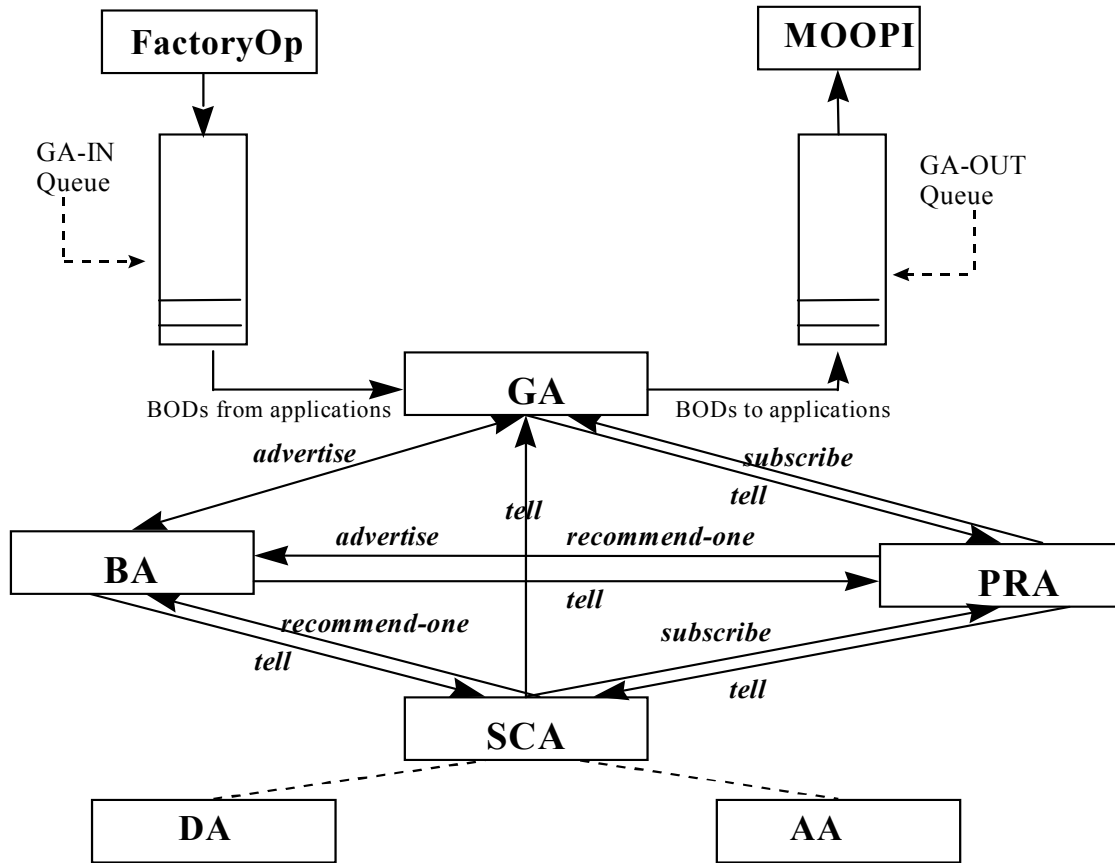 FactoryOp
MOOPI
GA-IN
Queue
GA-OUT
Queue
GA
BODs from applications
BODs to applications
advertise
subscribe
tell
tell
advertise
recommend-one
BA
PRA
tell
recommend-one
subscribe
tell
tell
SCA
DA
AA